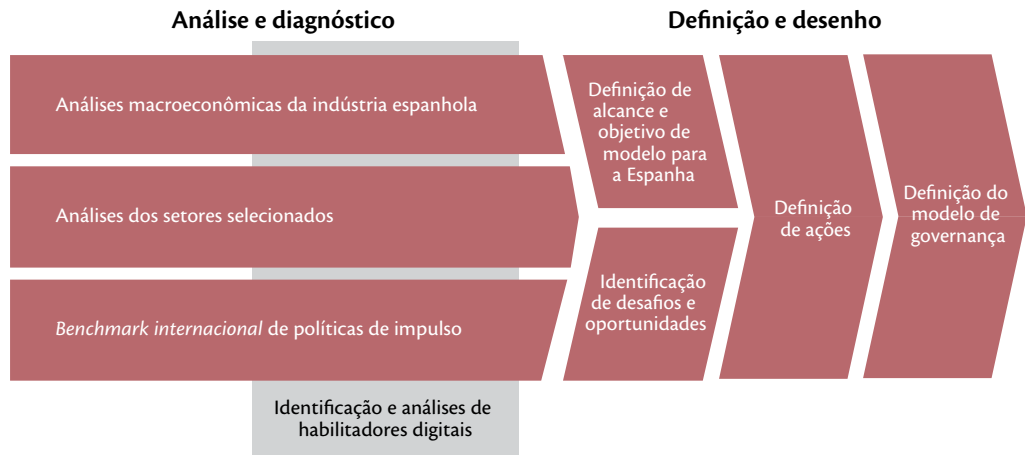 Análise e diagnóstico
Definição e desenho
Análises macroeconômicas da indústria espanhola
Análises dos setores selecionados
Benchmark internacional de políticas de impulso
Identificação e análises de
habilitadores digitais
Definição de
alcance e
objetivo de
modelo para
a Espanha
Identificação
de desafios e
oportunidades
Definição
de ações
Definição do
modelo de
governança